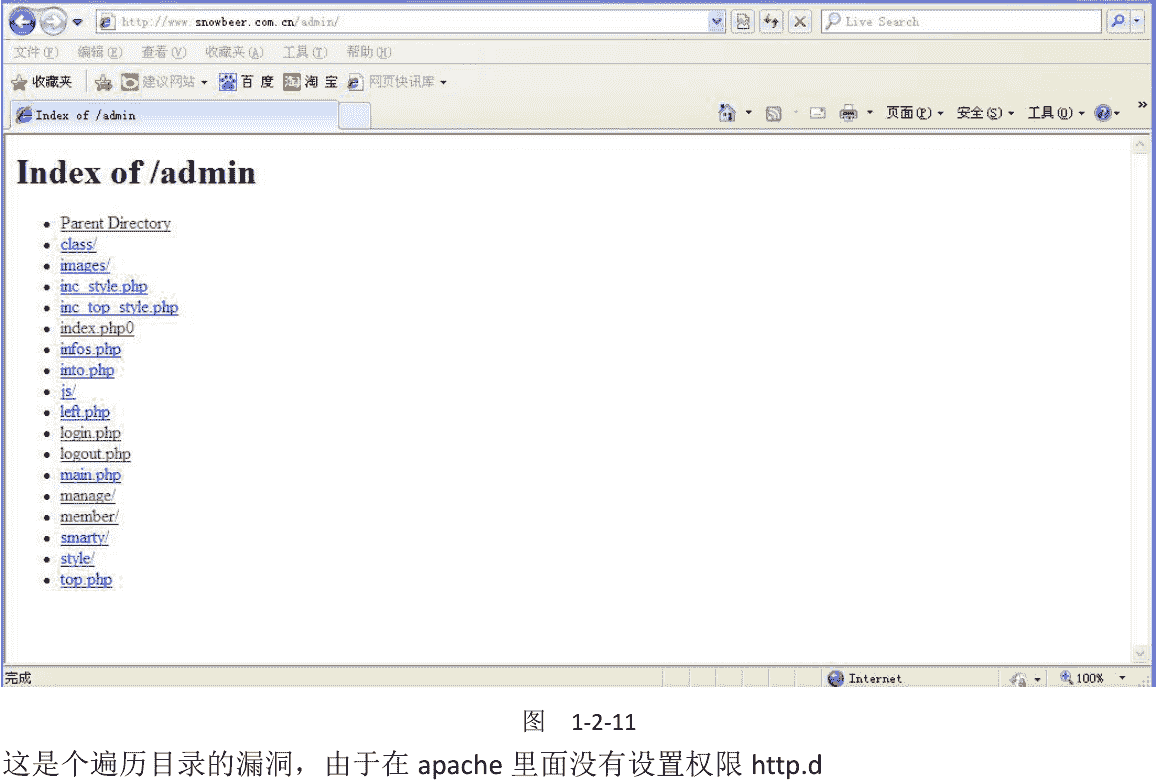 http://www.snowbeer.com.cn/admin/
Live Search
文件(F) 编辑(E) 查看(V) 收藏夹(A) 工具(T) 帮助(H)
收藏夹 建议网站 百 度 淘 淘 宝 网页快讯库
Index of /admin
页面(P) 安全(S) 工具(O)
»
Index of /admin
Parent Directory
class/
images/
inc_style.php
inc_top_style.php
index.php0
infos.php
into.php
js/
left.php
login.php
logout.php
main.php
manage/
member/
smarty/
style/
top.php
完成
Internet
100%
图 1-2-11
这是个遍历目录的漏洞，由于在 apache 里面没有设置权限 http.d